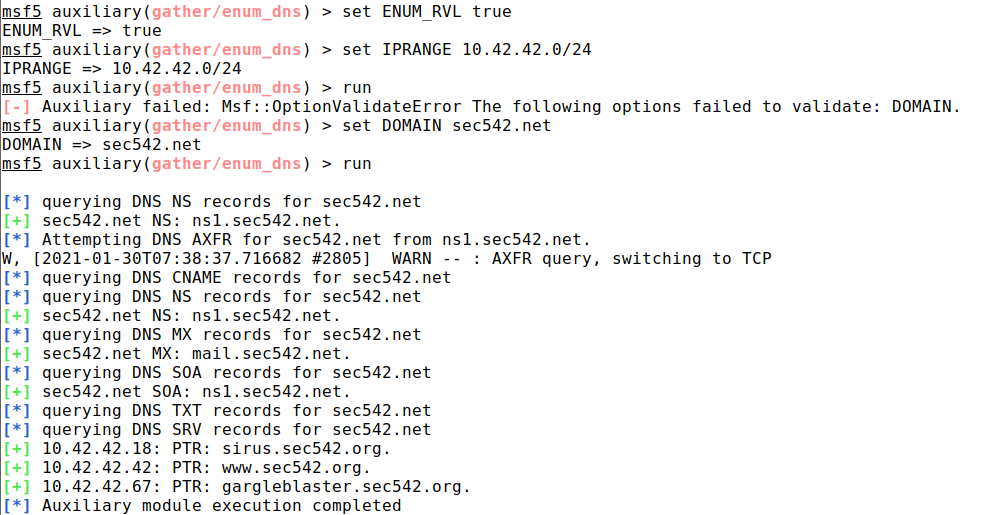 msf5 auxiliary(gather/enum_dns) > set ENUM_RVL true
ENUM_RVL => true
msf5 auxiliary(gather/enum_dns) > set IPRANGE 10.42.42.0/24
IPRANGE => 10.42.42.0/24
msf5 auxiliary(gather/enum_dns) > run
[-] Auxiliary failed: Msf::OptionValidateError The following options failed to validate: DOMAIN.
msf5 auxiliary(gather/enum_dns) > set DOMAIN sec542.net
DOMAIN => sec542.net
msf5 auxiliary(gather/enum_dns) > run
[*] querying DNS NS records for sec542.net
[+] sec542.net NS: ns1.sec542.net.
[*] Attempting DNS AXFR for sec542.net from ns1.sec542.net.
W, [2021-01-30T07:38:37.716682 #2805]  WARN -- : AXFR query, switching to TCP
[*] querying DNS CNAME records for sec542.net
[*] querying DNS NS records for sec542.net
[+] sec542.net NS: ns1.sec542.net.
[*] querying DNS MX records for sec542.net
[+] sec542.net MX: mail.sec542.net.
[*] querying DNS SOA records for sec542.net
[+] sec542.net SOA: ns1.sec542.net.
[*] querying DNS TXT records for sec542.net
[*] querying DNS SRV records for sec542.net
[+] 10.42.42.18: PTR: sirus.sec542.org.
[+] 10.42.42.42: PTR: www.sec542.org.
[+] 10.42.42.67: PTR: gargleblaster.sec542.org.
[*] Auxiliary module execution completed